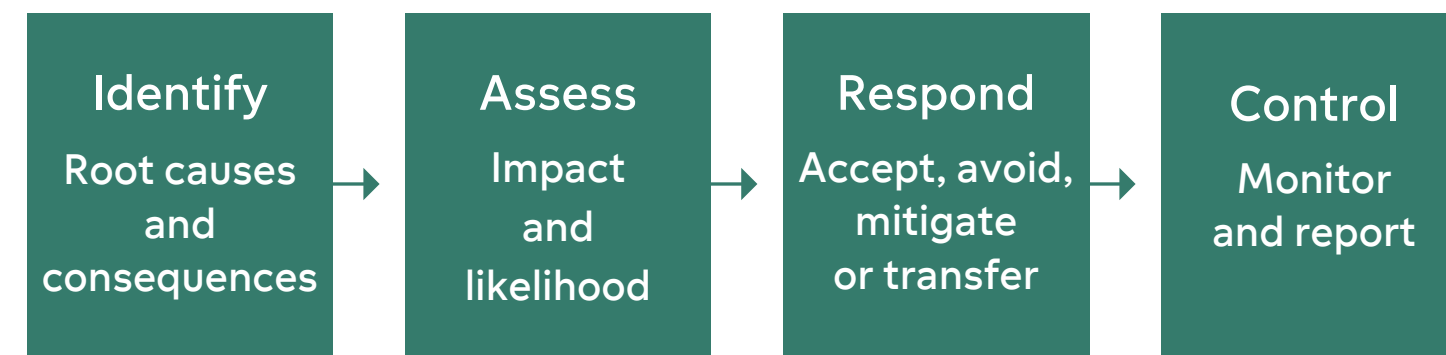 Identify
Root causes
and
consequences
Assess
Impact
and
likelihood
Respond
Accept, avoid,
mitigate
or transfer
Control
Monitor
and report